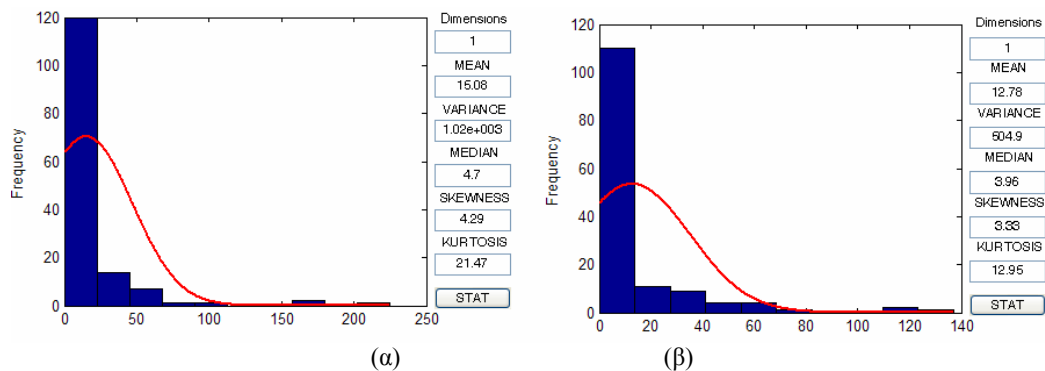 120
100
80
60
40
20
0
Frequency
0 50 100 150 200 250
Dimensions
1
MEAN
15.08
VARIANCE
1.02e+003
MEDIAN
4.7
SKEWNESS
4.29
KURTOSIS
21.47
STAT
(α)
120
100
80
60
40
20
0
Frequency
0 20 40 60 80 100 120 140
Dimensions
1
MEAN
12.78
VARIANCE
504.9
MEDIAN
3.96
SKEWNESS
3.33
KURTOSIS
12.95
STAT
(β)